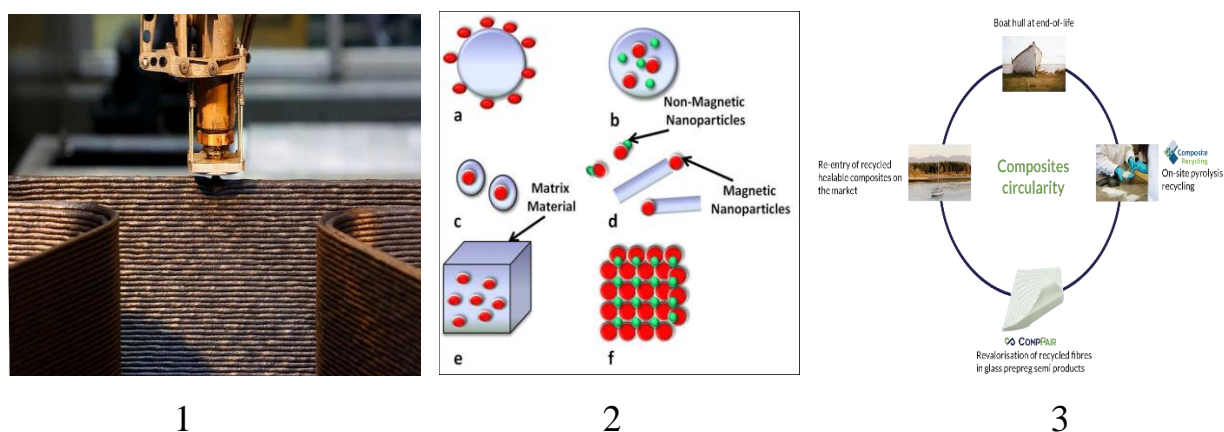 a
b
Non-Magnetic
Nanoparticles
c
Matrix
Material
d
Magnetic
Nanoparticles
e
f
Boat hull at end-of-life
Composite
Recycling
On-site pyrolysis
recycling
Composites
circularity
Re-entry of recycled
healable composites on
the market
COMPPAIR
Revalorisation of recycled fibres
in glass prepreg semi products
1
2
3